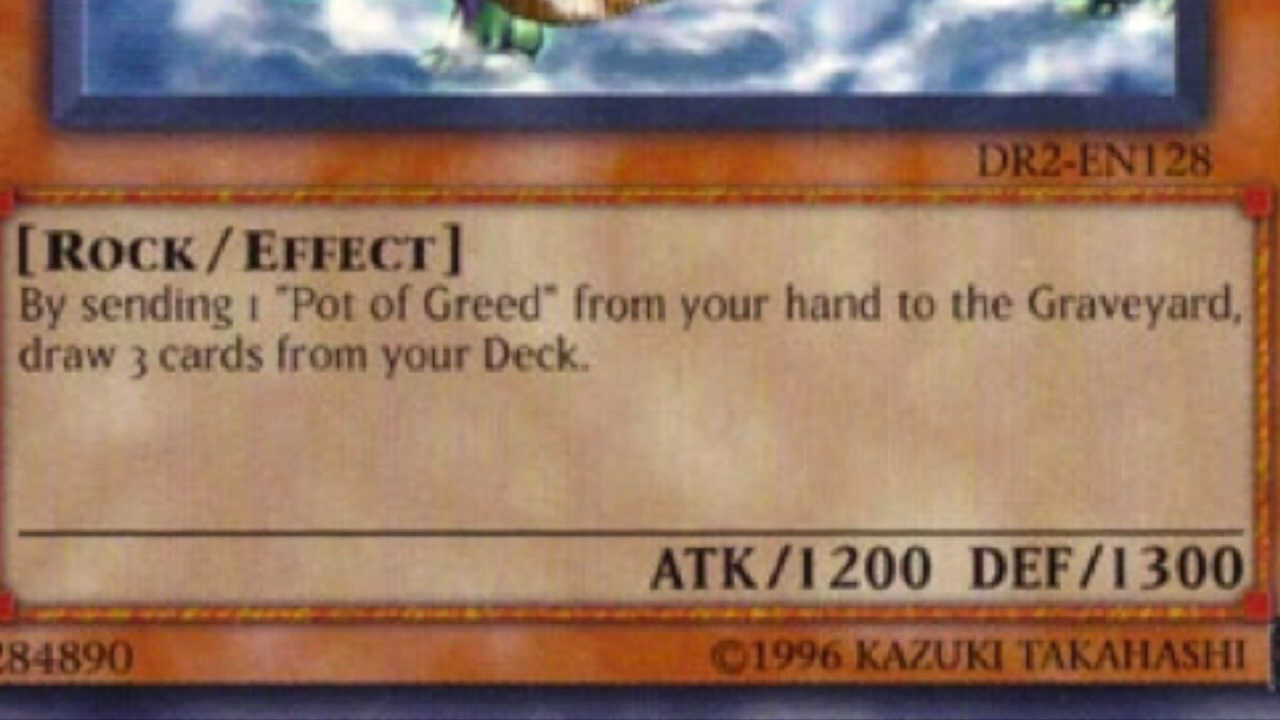 DR2-EN128
[ROCK/EFFECT]
By sending 1 "Pot of Greed" from your hand to the Graveyard,
draw 3 cards from your Deck.
ATK/1200 DEF/1300
284890 ©1996 KAZUKI TAKAHASHI